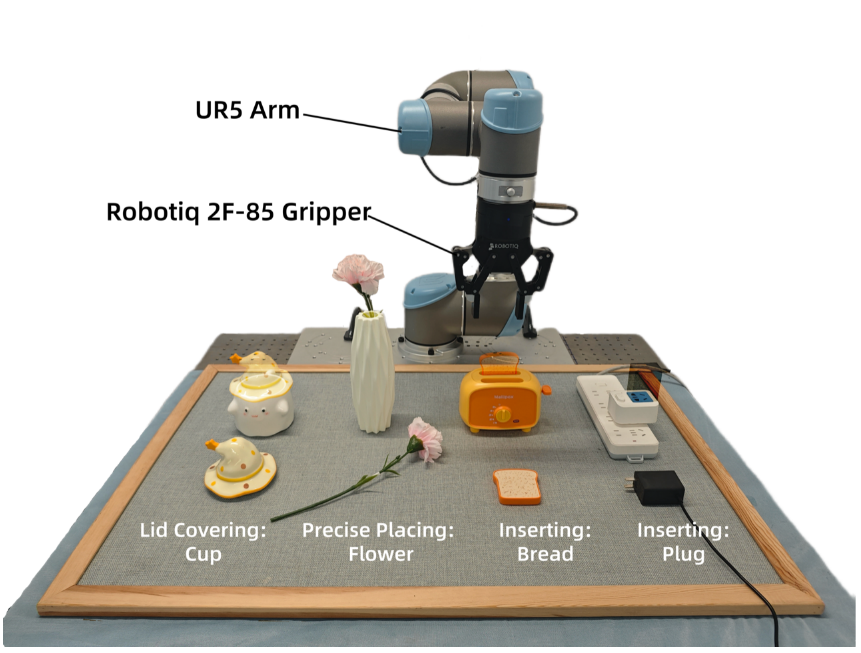 UR5 Arm
Robotiq 2F-85 Gripper
ROBOTIQ
Lid Covering:
Cup
Precise Placing:
Flower
Inserting:
Bread
Inserting:
Plug